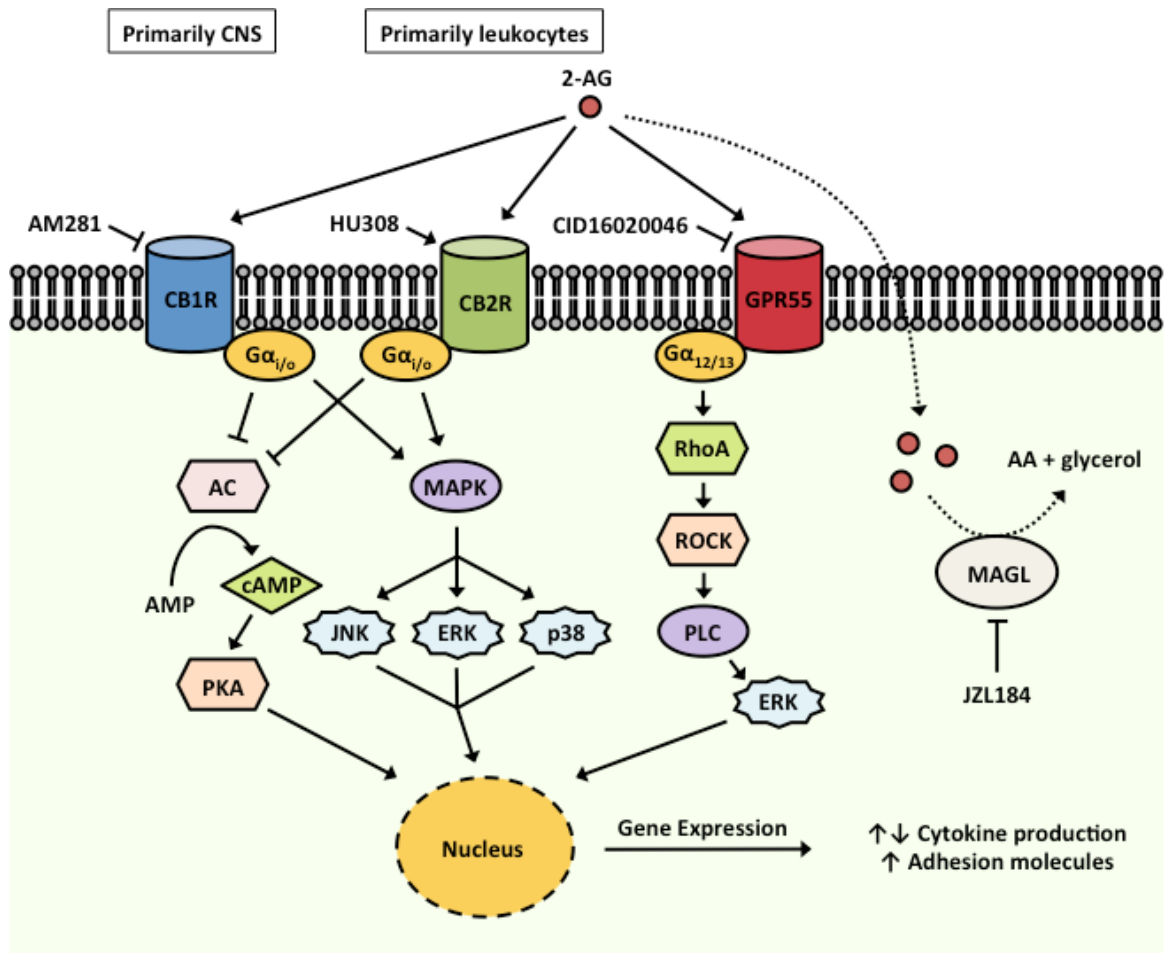 Primarily CNS
Primarily leukocytes
2-AG
AM281
HU308
CID16020046
CB1R
CB2R
GPR55
Gαi/o
Gαi/o
Gα12/13
RhoA
AC
MAPK
AA + glycerol
ROCK
MAGL
cAMP
AMP
JNK
ERK
p38
PLC
PKA
ERK
JZL184
Nucleus
Gene Expression
↑↓ Cytokine production
↑ Adhesion molecules